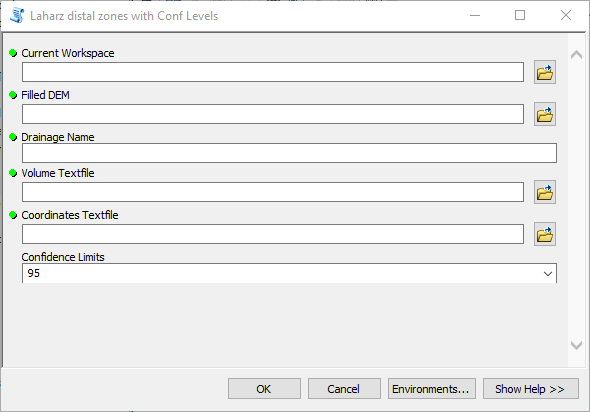 Laharz distal zones with Conf Levels
Current Workspace
Filled DEM
Drainage Name
Volume Textfile
Coordinates Textfile
Confidence Limits
95
OK Cancel Environments... Show Help >>